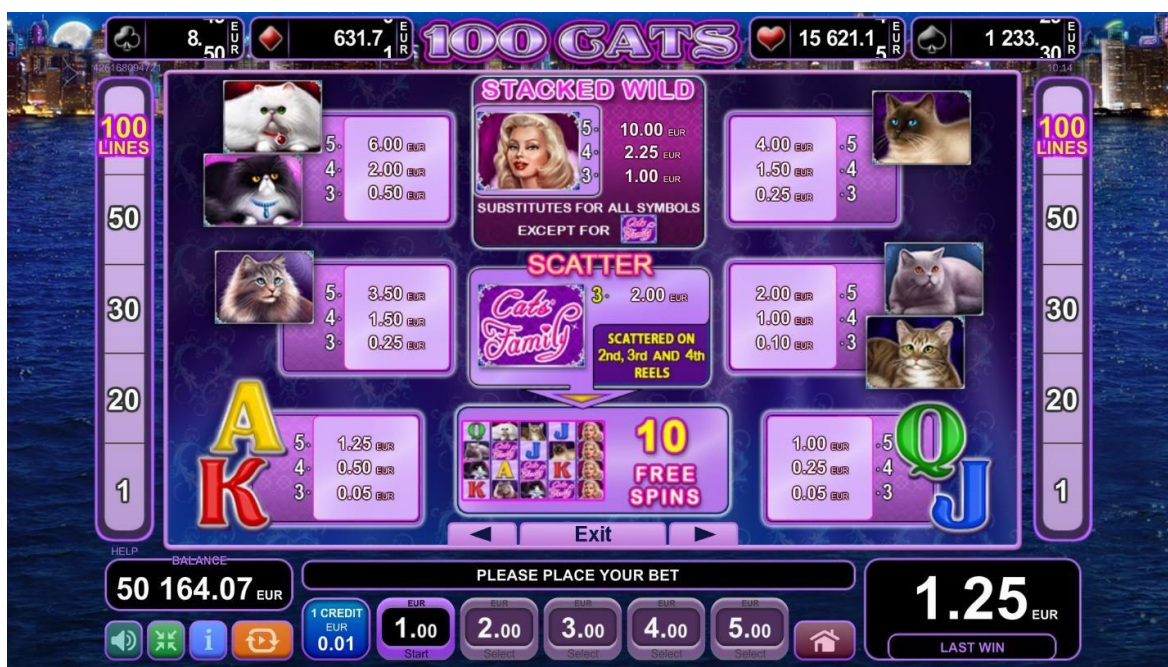 8.50 EUR
631.71 EUR
100 CATS
15 621.15 EUR
1 233.30 EUR
10:14
100 LINES
50
30
20
1
5- 6.00 EUR
4- 2.00 EUR
3- 0.50 EUR
STACKED WILD
5- 10.00 EUR
4- 2.25 EUR
3- 1.00 EUR
SUBSTITUTES FOR ALL SYMBOLS
EXCEPT FOR Cats Family
4.00 EUR -5
1.50 EUR -4
0.25 EUR -3
100 LINES
50
30
20
1
5- 3.50 EUR
4- 1.50 EUR
3- 0.25 EUR
SCATTER
Cats Family
3- 2.00 EUR
SCATTERED ON
2nd, 3rd AND 4th
REELS
2.00 EUR -5
1.00 EUR -4
0.10 EUR -3
A
K
5- 1.25 EUR
4- 0.50 EUR
3- 0.05 EUR
10
FREE
SPINS
1.00 EUR -5
0.25 EUR -4
0.05 EUR -3
Q
J
Exit
HELP
BALANCE
50 164.07 EUR
PLEASE PLACE YOUR BET
1 CREDIT
EUR
0.01
EUR
1.00
Start
EUR
2.00
Select
EUR
3.00
Select
EUR
4.00
Select
EUR
5.00
Select
1.25 EUR
LAST WIN